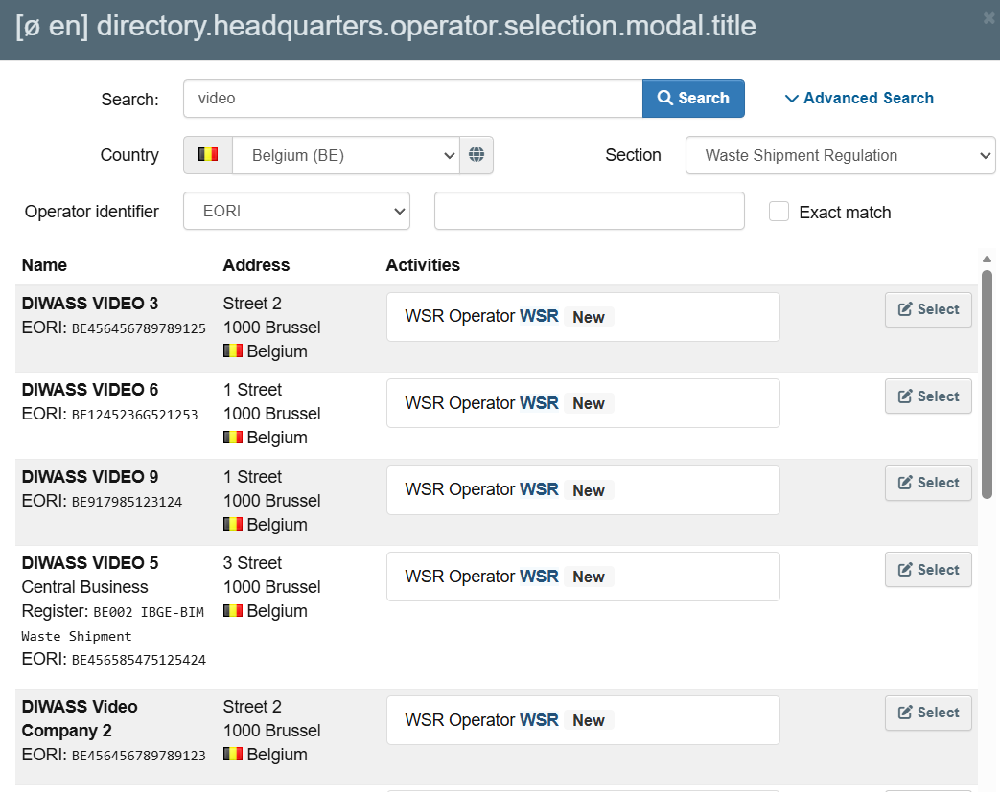 [ø en] directory.headquarters.operator.selection.modal.title
Search: video Search Advanced Search
Country Belgium (BE) Section Waste Shipment Regulation
Operator identifier EORI Exact match
Name Address Activities
DIWASS VIDEO 3 Street 2 WSR Operator WSR New Select
EORI: BE456456789789125 1000 Brussel
Belgium
DIWASS VIDEO 6 1 Street WSR Operator WSR New Select
EORI: BE1245236G521253 1000 Brussel
Belgium
DIWASS VIDEO 9 1 Street WSR Operator WSR New Select
EORI: BE917985123124 1000 Brussel
Belgium
DIWASS VIDEO 5 3 Street WSR Operator WSR New Select
Central Business 1000 Brussel
Register: BE002 IBGE-BIM Belgium
Waste Shipment
EORI: BE456585475125424
DIWASS Video Street 2 WSR Operator WSR New Select
Company 2 1000 Brussel
EORI: BE456456789789123 Belgium